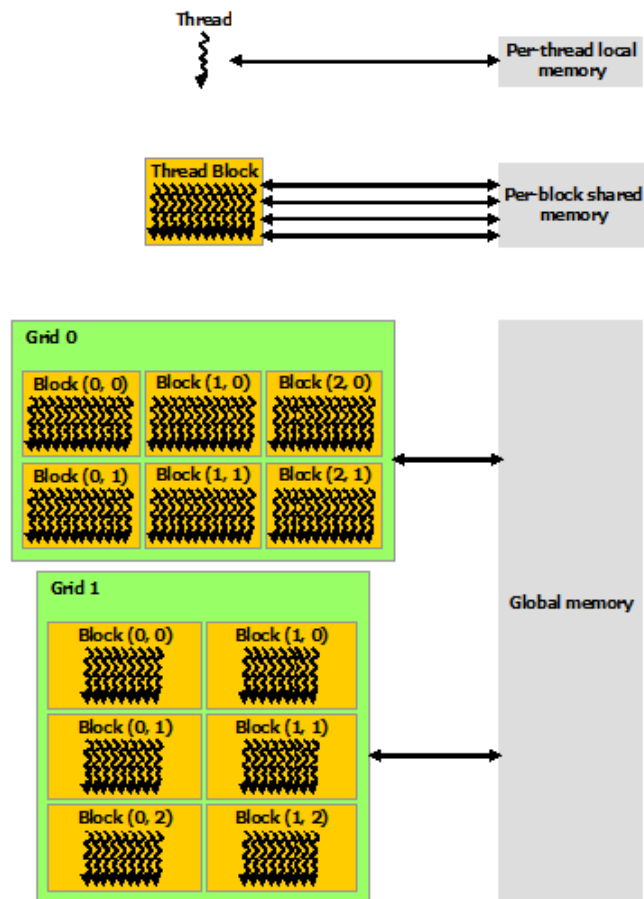 Thread
Per-thread local
memory
Thread Block
Per-block shared
memory
Grid 0
Block (0, 0) Block (1, 0) Block (2, 0)
Block (0, 1) Block (1, 1) Block (2, 1)
Global memory
Grid 1
Block (0, 0) Block (1, 0)
Block (0, 1) Block (1, 1)
Block (0, 2) Block (1, 2)